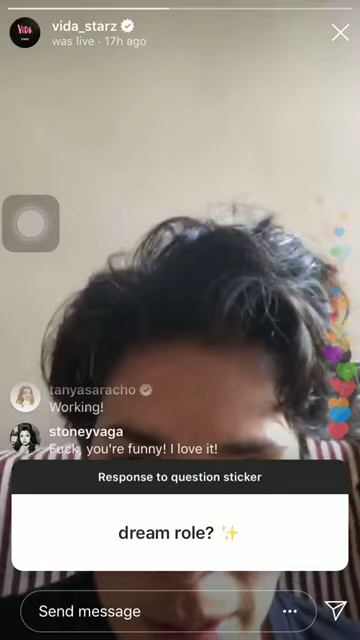 vida_starz
was live · 17h ago
VIDA
tanyasaracho
Working!
stoneyvaga
Fuck, you're funny! I love it!
Response to question sticker
dream role? ✨
Send message